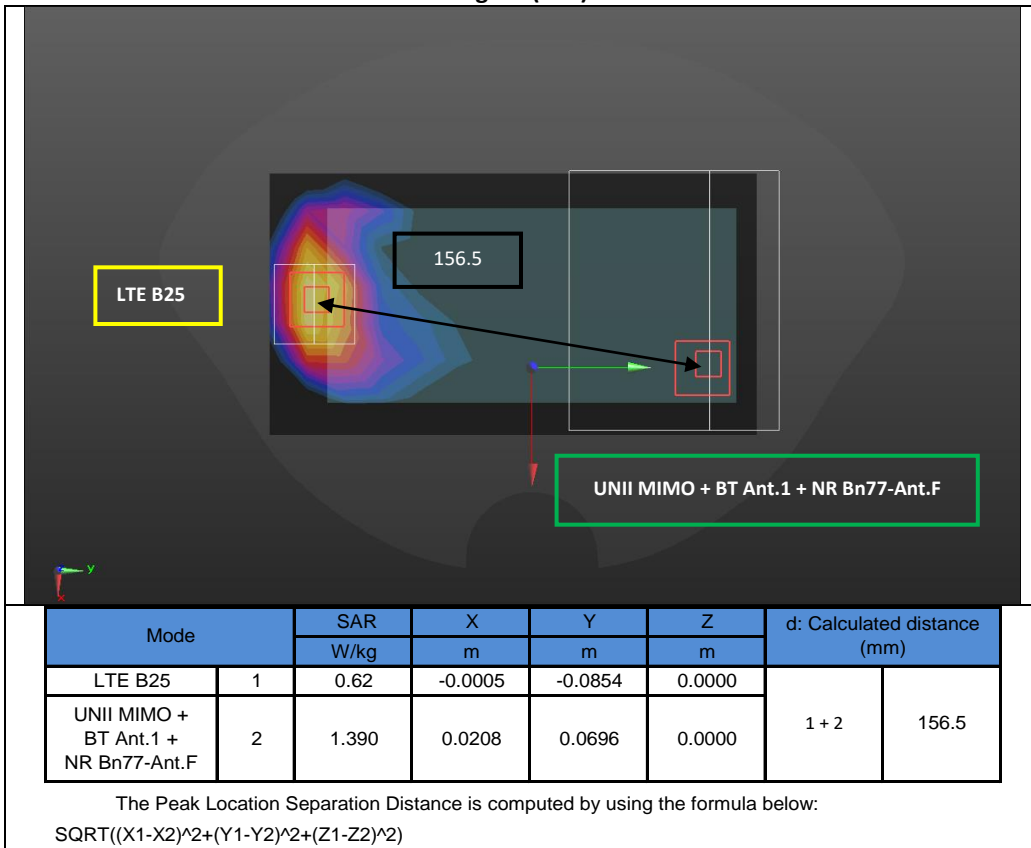 156.5
LTE B25
UNII MIMO + BT Ant.1 + NR Bn77-Ant.F
y
x
Mode SAR X Y Z d: Calculated distance (mm)
W/kg m m m
LTE B25 1 0.62 -0.0005 -0.0854 0.0000
UNII MIMO +
BT Ant.1 +
NR Bn77-Ant.F
2 1.390 0.0208 0.0696 0.0000
1 + 2 156.5
The Peak Location Separation Distance is computed by using the formula below:
SQRT((X1-X2)^2+(Y1-Y2)^2+(Z1-Z2)^2)